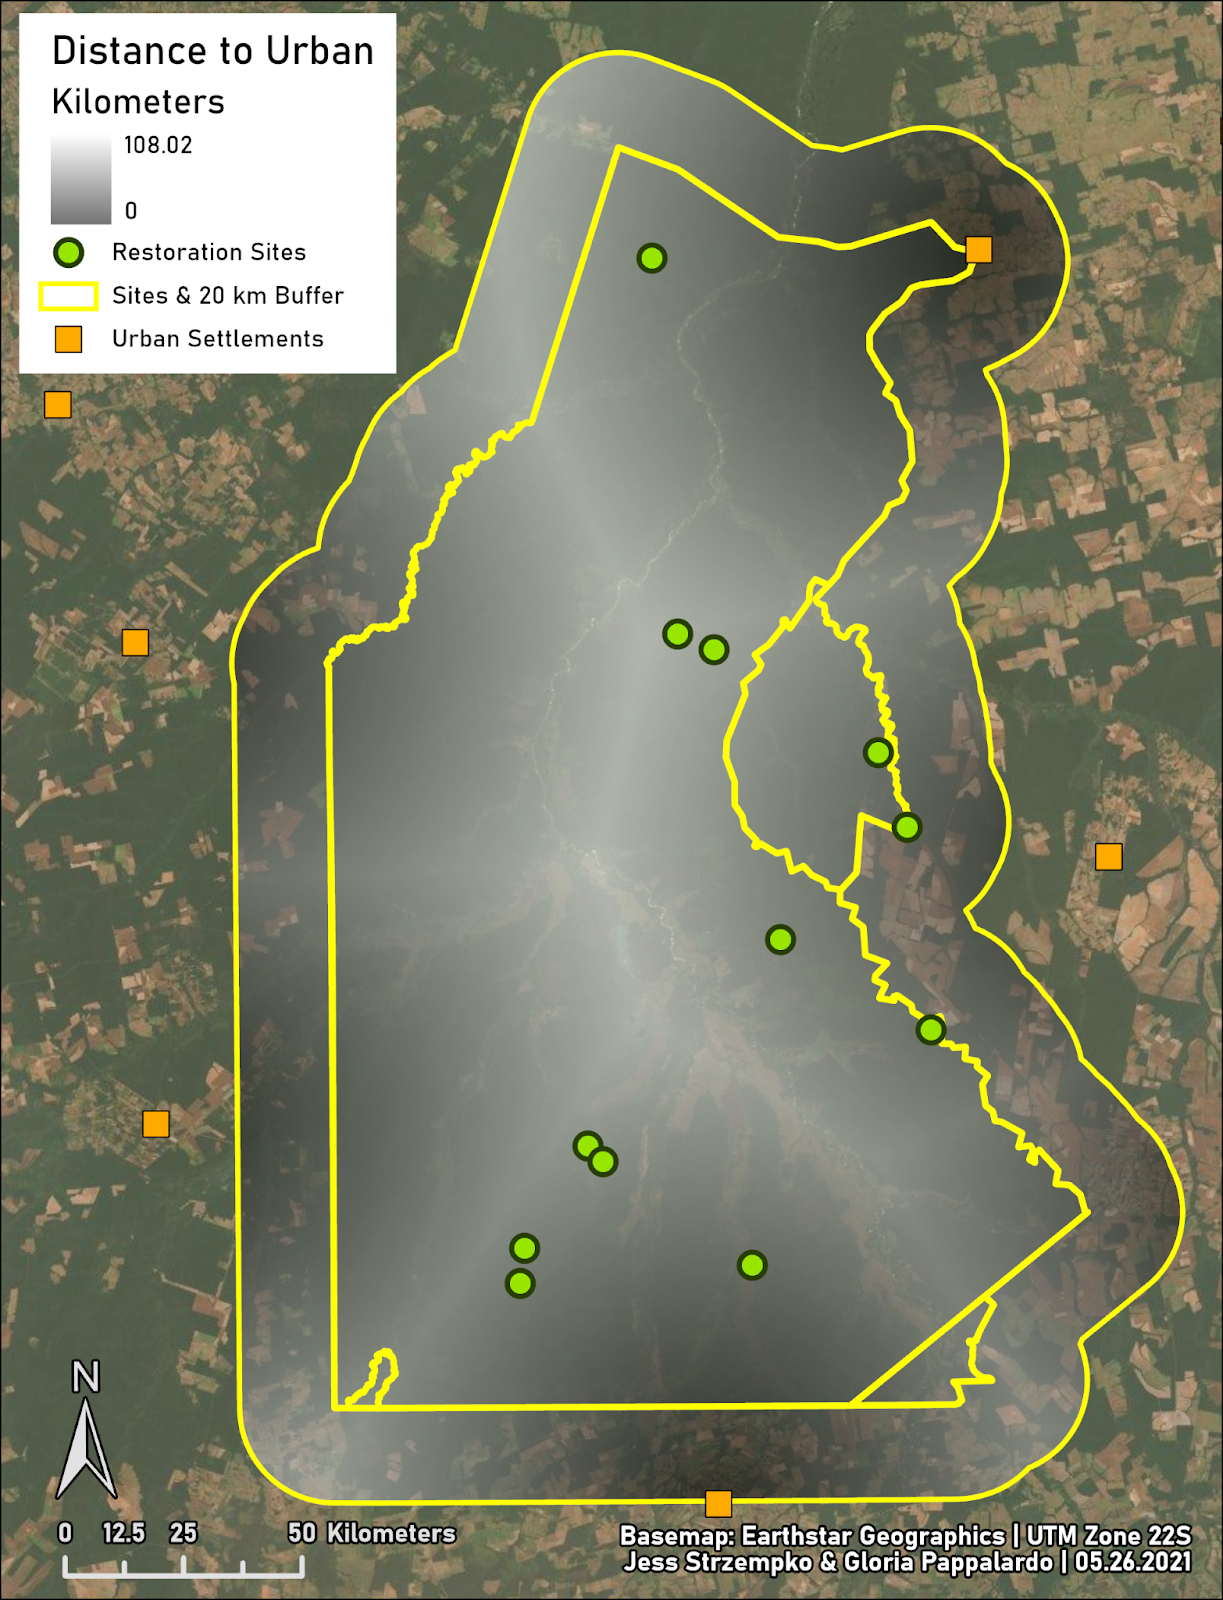 Distance to Urban
Kilometers
108.02
0
Restoration Sites
Sites & 20 km Buffer
Urban Settlements
N
0 12.5 25 50 Kilometers
Basemap: Earthstar Geographics | UTM Zone 22S
Jess Strzempko & Gloria Pappalardo | 05.26.2021